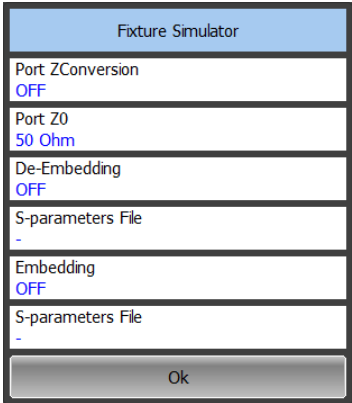 Fixture Simulator
Port ZConversion
OFF
Port Z0
50 Ohm
De-Embedding
OFF
S-parameters File
-
Embedding
OFF
S-parameters File
-
Ok